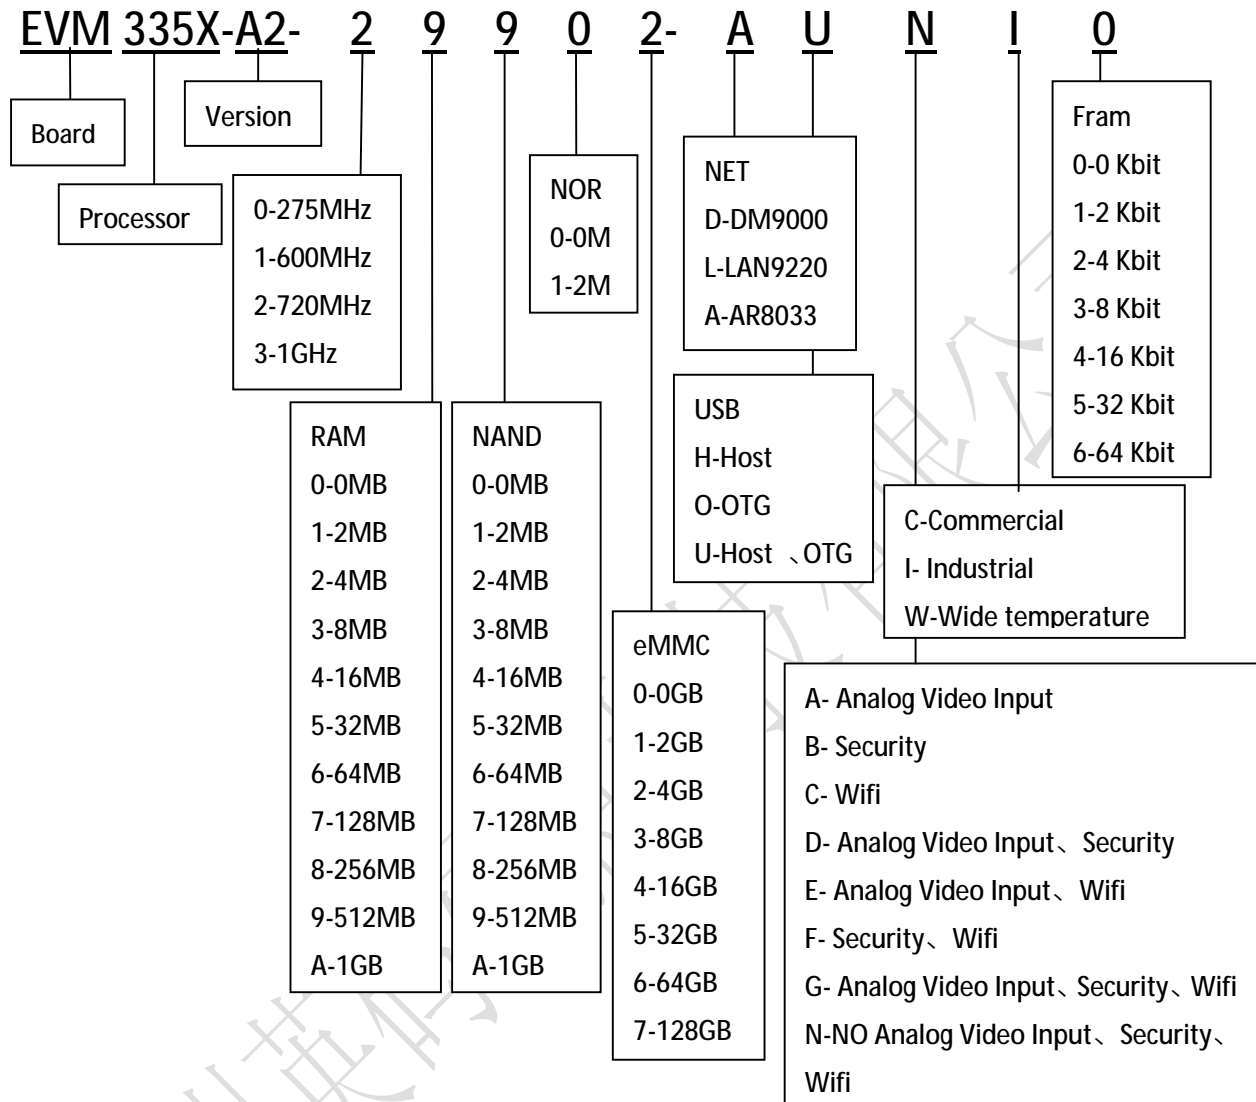 EVM 335X-A2- 2 9 9 0 2- A U N I 0
Board
Processor
Version
0-275MHz
1-600MHz
2-720MHz
3-1GHz
RAM
0-0MB
1-2MB
2-4MB
3-8MB
4-16MB
5-32MB
6-64MB
7-128MB
8-256MB
9-512MB
A-1GB
NAND
0-0MB
1-2MB
2-4MB
3-8MB
4-16MB
5-32MB
6-64MB
7-128MB
8-256MB
9-512MB
A-1GB
NOR
0-0M
1-2M
eMMC
0-0GB
1-2GB
2-4GB
3-8GB
4-16GB
5-32GB
6-64GB
7-128GB
NET
D-DM9000
L-LAN9220
A-AR8033
USB
H-Host
O-OTG
U-Host 、OTG
A- Analog Video Input
B- Security
C- Wifi
D- Analog Video Input、Security
E- Analog Video Input、Wifi
F- Security、Wifi
G- Analog Video Input、Security、Wifi
N-NO Analog Video Input、Security、
Wifi
C-Commercial
I- Industrial
W-Wide temperature
Fram
0-0 Kbit
1-2 Kbit
2-4 Kbit
3-8 Kbit
4-16 Kbit
5-32 Kbit
6-64 Kbit